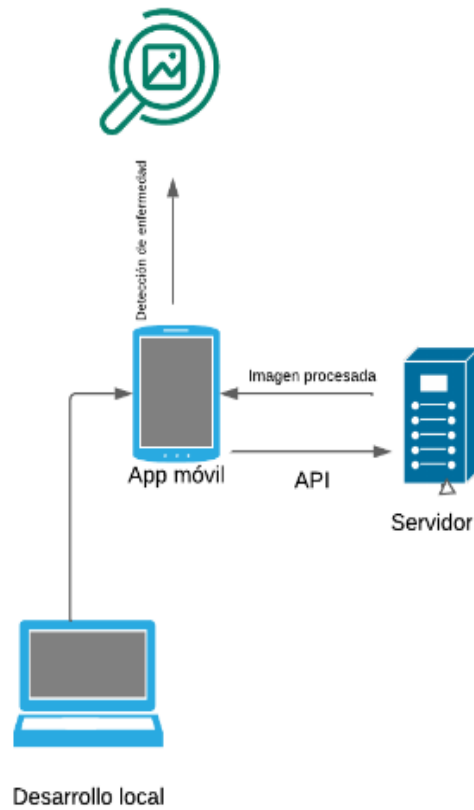 Detección de enfermedad
Imagen procesada
App móvil
API
Servidor
Desarrollo local